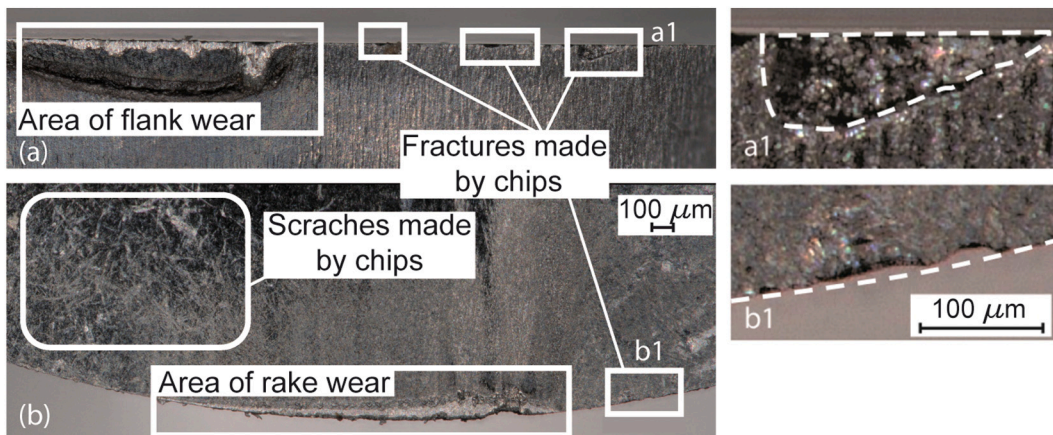 a1
Area of flank wear
(a)
Fractures made
by chips
a1
100 μm
Scraches made
by chips
b1
Area of rake wear
(b)
b1
100 μm